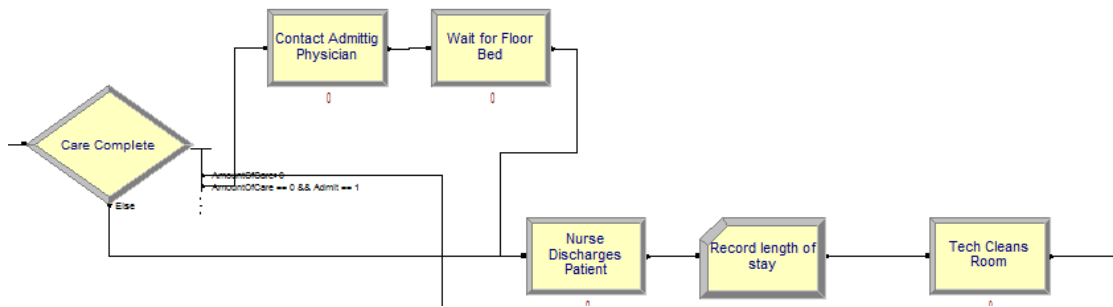 Contact Admittig
Physician
0
Wait for Floor
Bed
0
Care Complete
AmountOfCare == 0 && Admit == 1
Else
Nurse
Discharges
Patient
0
Record length of
stay
Tech Cleans
Room
0